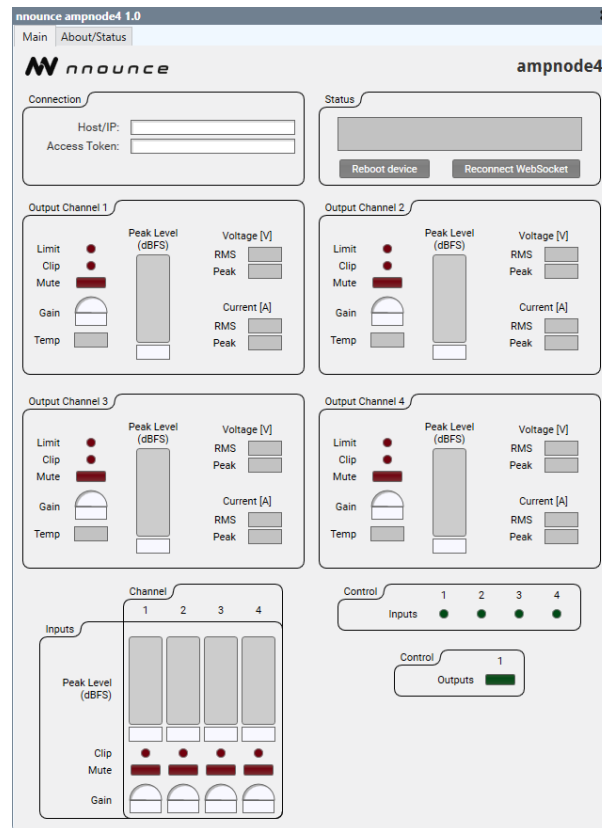 nnounce ampnode4 1.0
Main About/Status
nnounce
ampnode4
Connection
Host/IP:
Access Token:
Status
Reboot device Reconnect WebSocket
Output Channel 1
Limit
Clip
Mute
Gain
Temp
Peak Level
(dBFS)
Voltage [V]
RMS
Peak
Current [A]
RMS
Peak
Output Channel 2
Limit
Clip
Mute
Gain
Temp
Peak Level
(dBFS)
Voltage [V]
RMS
Peak
Current [A]
RMS
Peak
Output Channel 3
Limit
Clip
Mute
Gain
Temp
Peak Level
(dBFS)
Voltage [V]
RMS
Peak
Current [A]
RMS
Peak
Output Channel 4
Limit
Clip
Mute
Gain
Temp
Peak Level
(dBFS)
Voltage [V]
RMS
Peak
Current [A]
RMS
Peak
Channel
1 2 3 4
Inputs
Peak Level
(dBFS)
Clip
Mute
Gain
Control
1 2 3 4
Inputs
Control
1
Outputs